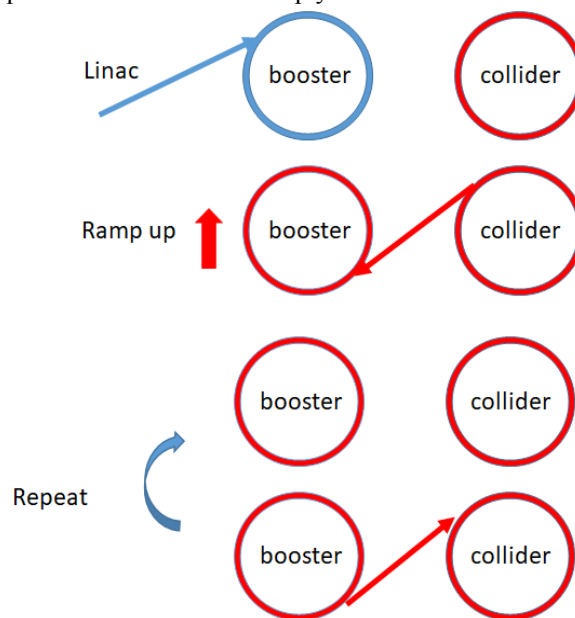 Linac
booster
collider
Ramp up
booster
collider
booster
collider
Repeat
booster
collider